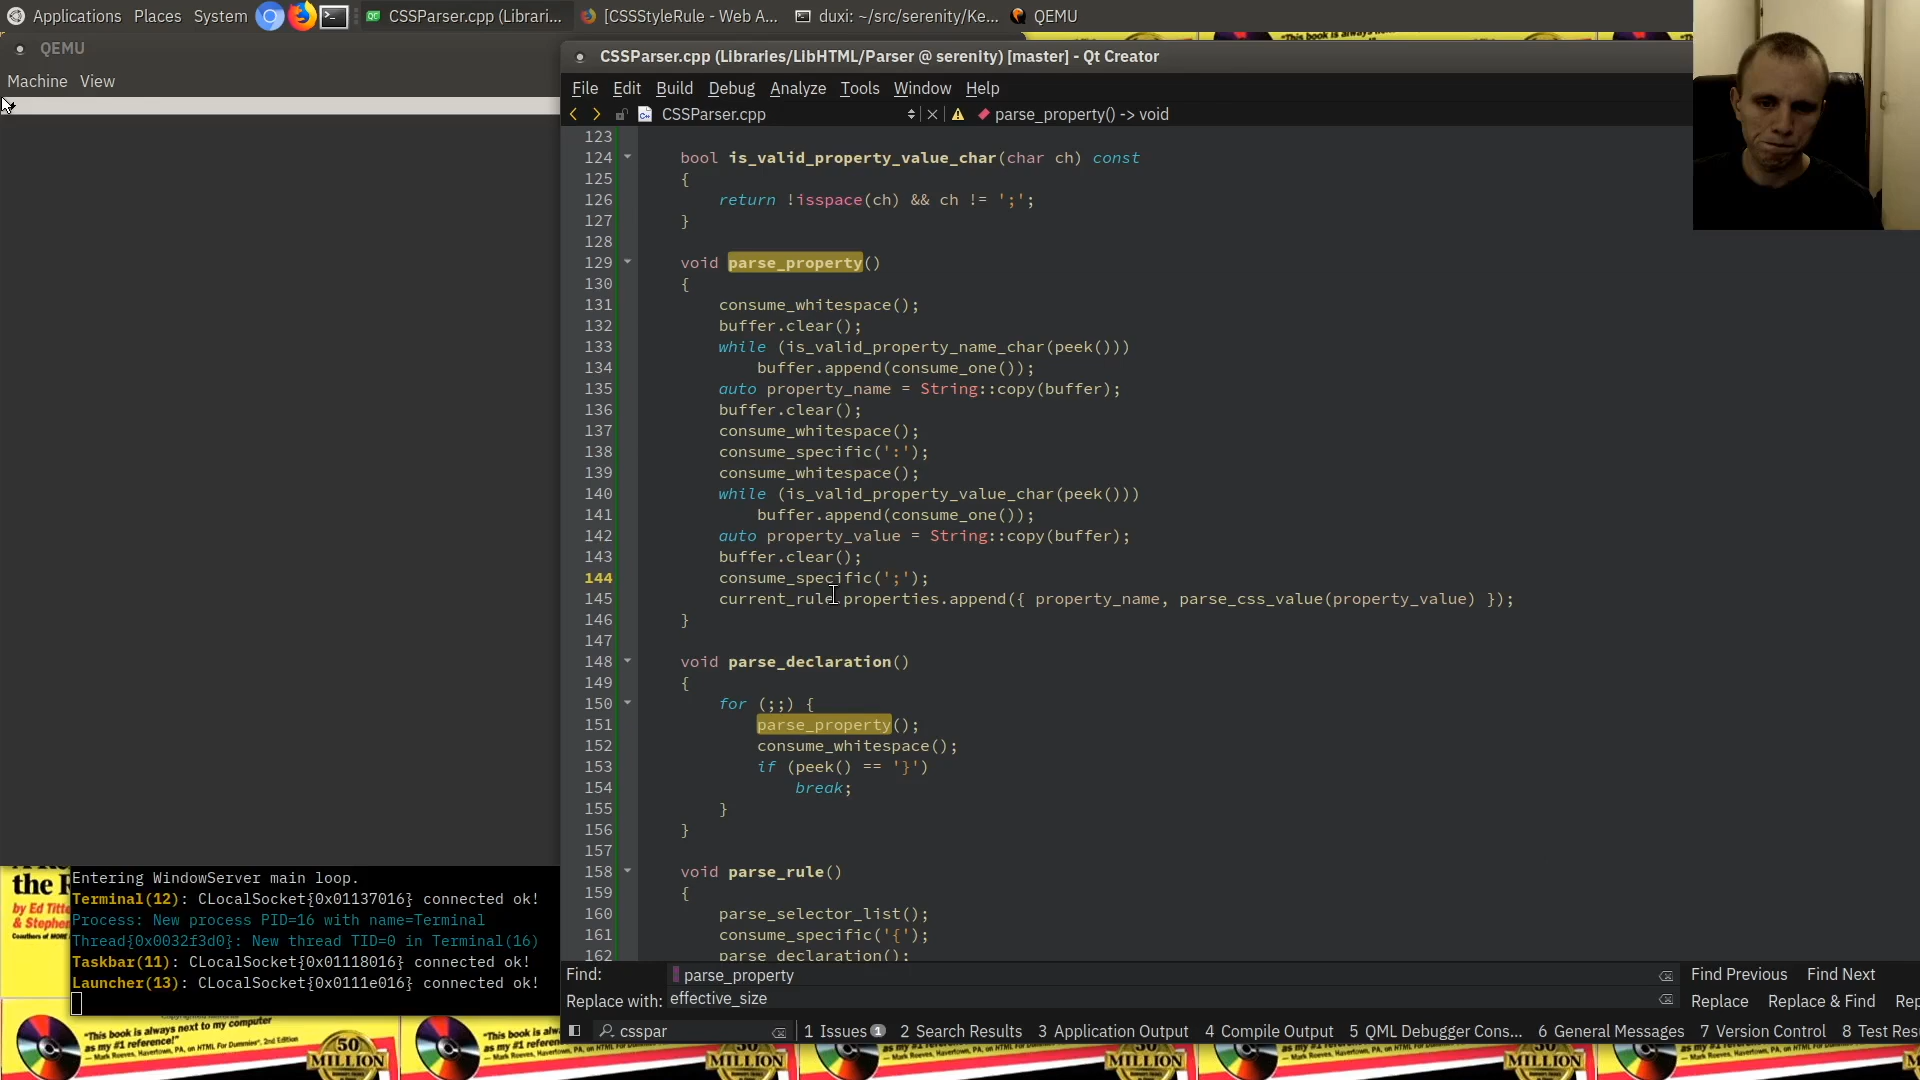 Applications Places System CSSParser.cpp (Librari... [CSSStyleRule - Web A... duxi: ~/src/serenity/Ke... QEMU
QEMU
Machine View
CSSParser.cpp (Libraries/LibHTML/Parser @ serenity) [master] - Qt Creator
File Edit Build Debug Analyze Tools Window Help
CSSParser.cpp parse_property() -> void
123
124 bool is_valid_property_value_char(char ch) const
125 {
126 return !isspace(ch) && ch != ';';
127 }
128
129 void parse_property()
130 {
131 consume_whitespace();
132 buffer.clear();
133 while (is_valid_property_name_char(peek()))
134 buffer.append(consume_one());
135 auto property_name = String::copy(buffer);
136 buffer.clear();
137 consume_whitespace();
138 consume_specific(':');
139 consume_whitespace();
140 while (is_valid_property_value_char(peek()))
141 buffer.append(consume_one());
142 auto property_value = String::copy(buffer);
143 buffer.clear();
144 consume_specific(';');
145 current_rule.properties.append({ property_name, parse_css_value(property_value) });
146 }
147
148 void parse_declaration()
149 {
150 for (;;) {
151 parse_property();
152 consume_whitespace();
153 if (peek() == '}')
154 break;
155 }
156 }
157
158 void parse_rule()
159 {
160 parse_selector_list();
161 consume_specific('{');
162 parse_declaration();
Find: parse_property Find Previous Find Next
Replace with: effective_size Replace Replace & Find Rep
csspar 1 Issues 1 2 Search Results 3 Application Output 4 Compile Output 5 QML Debugger Cons... 6 General Messages 7 Version Control 8 Test Resu
Entering WindowServer main loop.
Terminal(12): CLocalSocket{0x01137016} connected ok!
Process: New process PID=16 with name=Terminal
Thread{0x0032f3d0}: New thread TID=0 in Terminal(16)
Taskbar(11): CLocalSocket{0x01118016} connected ok!
Launcher(13): CLocalSocket{0x0111e016} connected ok!
the R
by Ed Titte
& Stephen
"This book is always next to my computer
as my #1 reference!"
50
MILLION